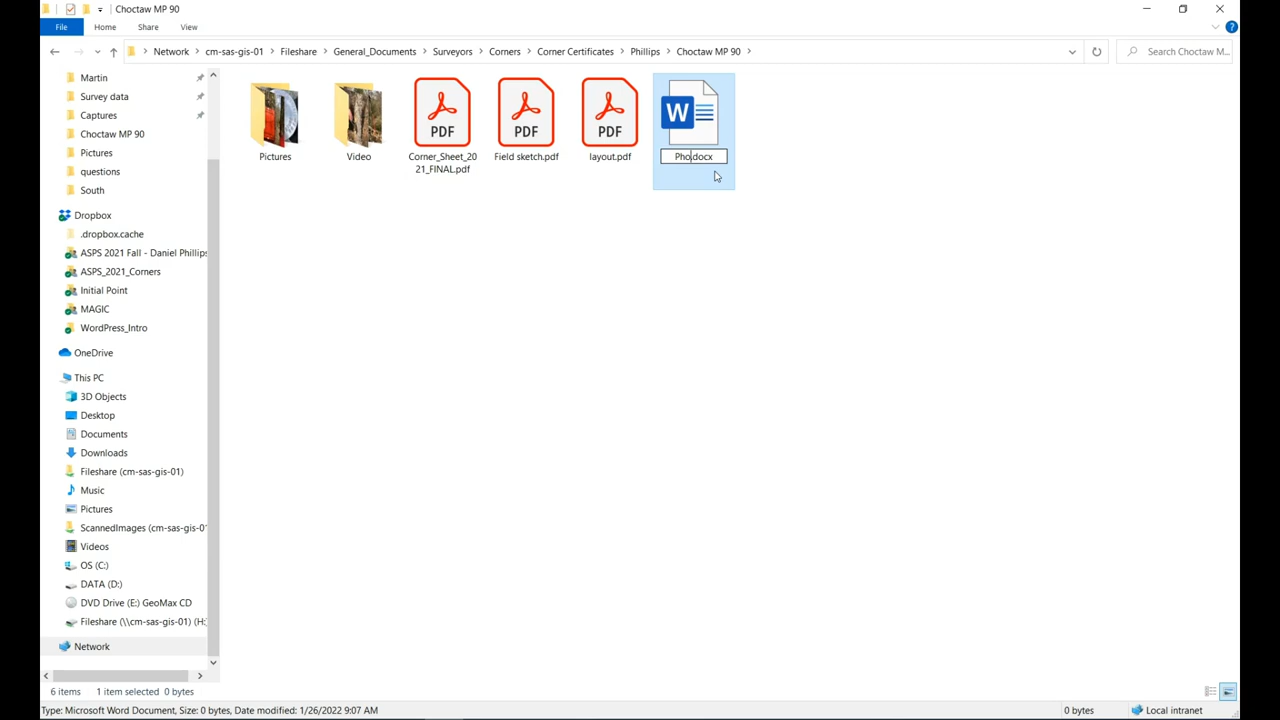 Choctaw MP 90
File Home Share View
Network > cm-sas-gis-01 > Fileshare > General_Documents > Surveyors > Corners > Corner Certificates > Phillips > Choctaw MP 90 >
Search Choctaw M...
Martin
Survey data
Captures
Choctaw MP 90
Pictures
questions
South
Dropbox
.dropbox.cache
ASPS 2021 Fall - Daniel Phillips
ASPS_2021_Corners
Initial Point
MAGIC
WordPress_Intro
OneDrive
This PC
3D Objects
Desktop
Documents
Downloads
Fileshare (cm-sas-gis-01)
Music
Pictures
ScannedImages (cm-sas-gis-01
Videos
OS (C:)
DATA (D:)
DVD Drive (E:) GeoMax CD
Fileshare (\\cm-sas-gis-01) (H:
Network
Pictures
Video
PDF
Corner_Sheet_20
21_FINAL.pdf
PDF
Field sketch.pdf
PDF
layout.pdf
W
Pho.docx
6 items 1 item selected 0 bytes
Type: Microsoft Word Document, Size: 0 bytes, Date modified: 1/26/2022 9:07 AM
0 bytes
Local intranet